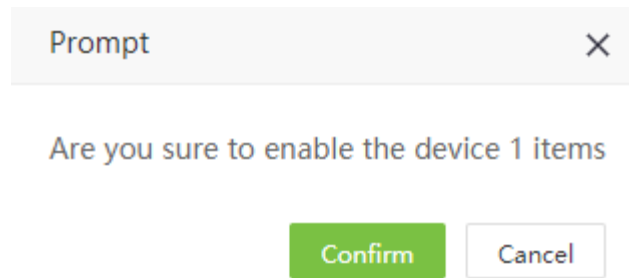 Prompt
Are you sure to enable the device 1 items
Confirm Cancel